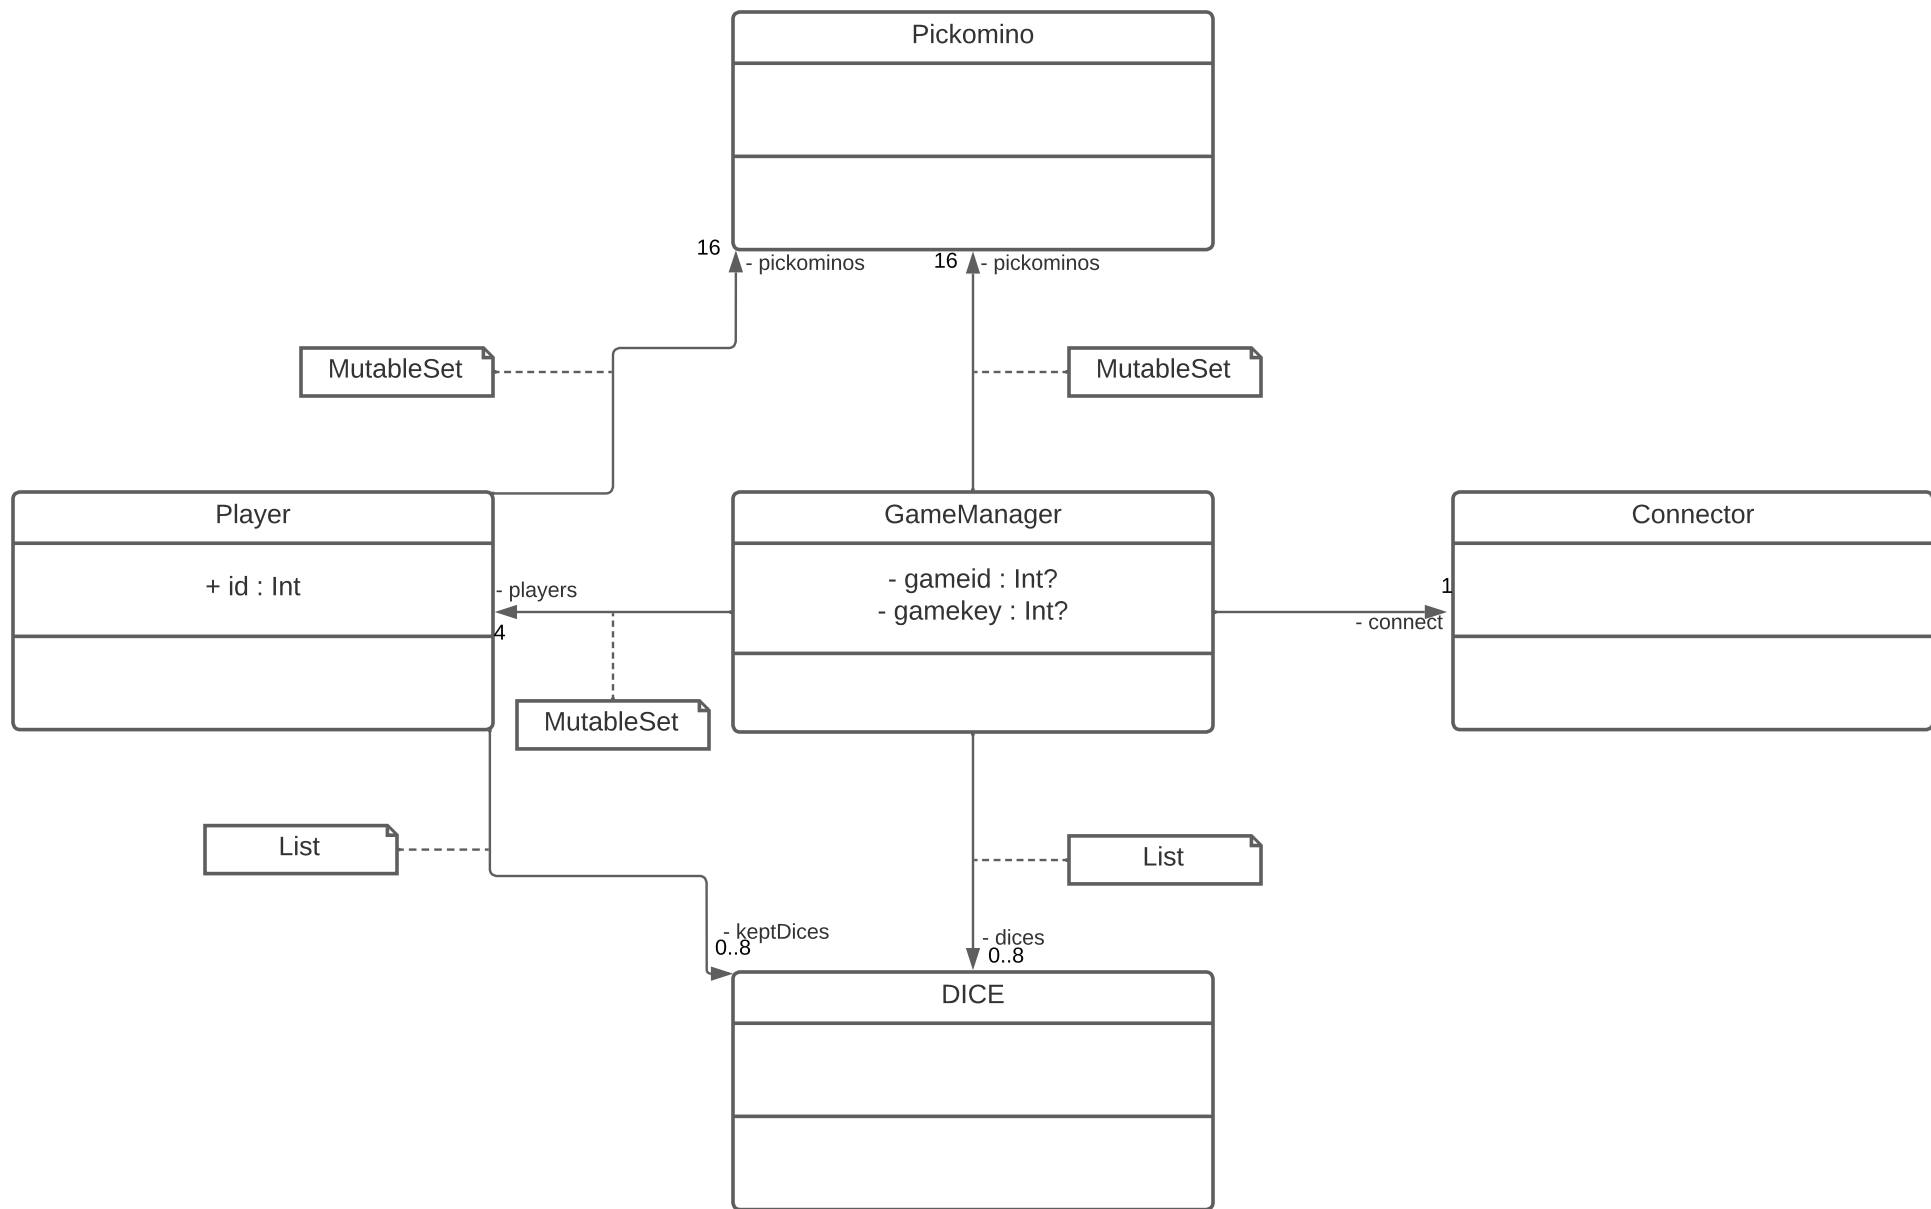 Pickomino
16
- pickominos
16
- pickominos
MutableSet
MutableSet
Player
+ id : Int
GameManager
- gameid : Int?
- gamekey : Int?
Connector
- players
4
1
- connect
MutableSet
List
List
- keptDices
0..8
- dices
0..8
DICE